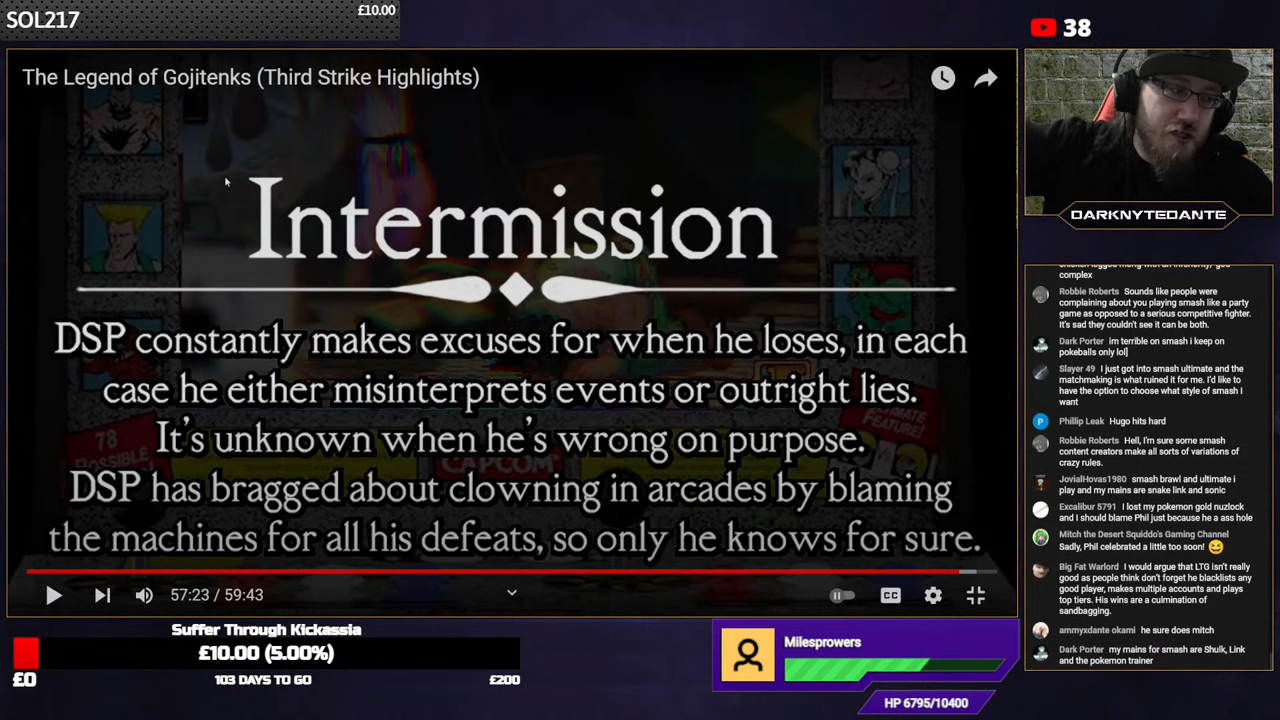 SOL217
£10.00
38
The Legend of Gojitenks (Third Strike Highlights)
Intermission
DSP constantly makes excuses for when he loses, in each
case he either misinterprets events or outright lies.
It's unknown when he's wrong on purpose.
DSP has bragged about clowning in arcades by blaming
the machines for all his defeats, so only he knows for sure.
78
POSSIBLE
CAPCOM
FEATURE!
57:23 / 59:43
CC
DARKNYTEDANTE
complex
Robbie Roberts Sounds like people were
complaining about you playing smash like a party
game as opposed to a serious competitive fighter.
It's sad they couldn't see it can be both.
Dark Porter im terrible on smash i keep on
pokeballs only lol]
Slayer 49 I just got into smash ultimate and the
matchmaking is what ruined it for me. I'd like to
have the option to choose what style of smash I
want
P Phillip Leak Hugo hits hard
Robbie Roberts Hell, I'm sure some smash
content creators make all sorts of variations of
crazy rules.
JovialHovas1980 smash brawl and ultimate i
play and my mains are snake link and sonic
Excalibur 5791 I lost my pokemon gold nuzlock
and I should blame Phil just because he a ass hole
Mitch the Desert Squiddo's Gaming Channel
Sadly, Phil celebrated a little too soon! 😆
Big Fat Warlord I would argue that LTG isn't really
good as people think don't forget he blacklists any
good player, makes multiple accounts and plays
top tiers. His wins are a culmination of
sandbagging.
ammyxdante okami he sure does mitch
Dark Porter my mains for smash are Shulk, Link
and the pokemon trainer
Suffer Through Kickassia
£10.00 (5.00%)
£0
103 DAYS TO GO
£200
Milesprowers
HP 6795/10400